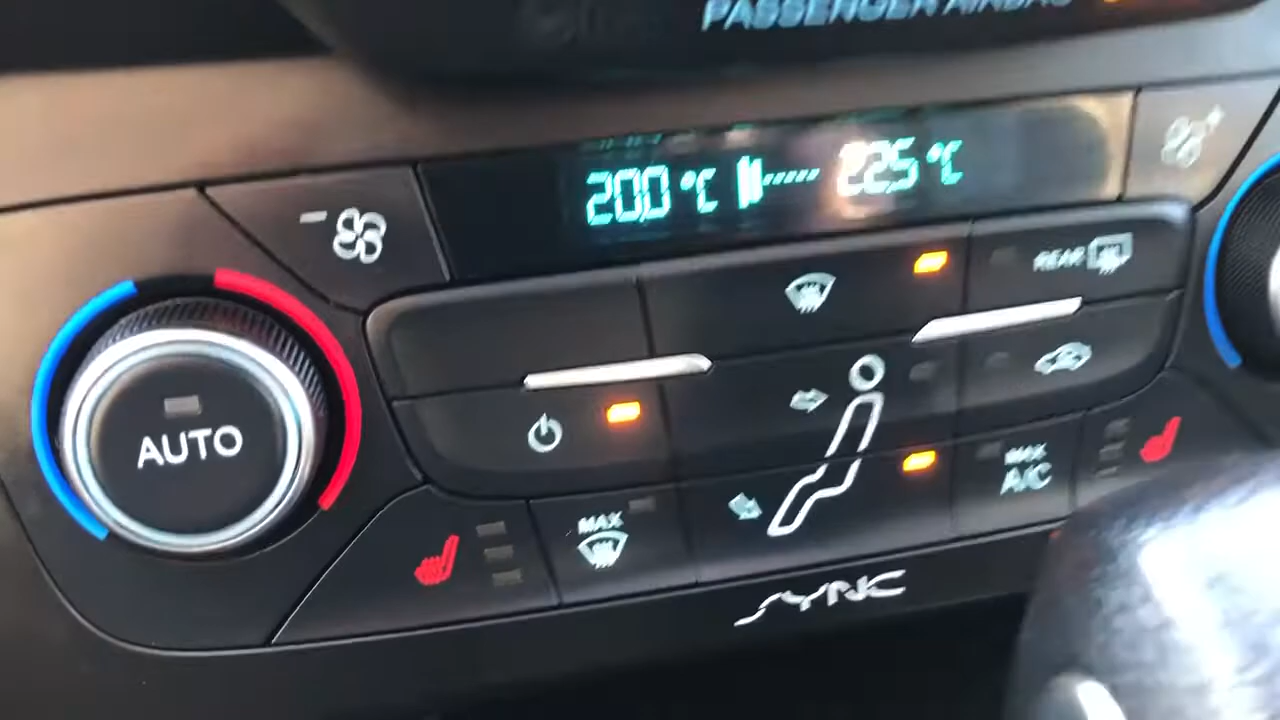 PASSENGER AIRBAG
20.0 °C 22.5 °C
REAR
AUTO
MAX
MAX
A/C
SYNC